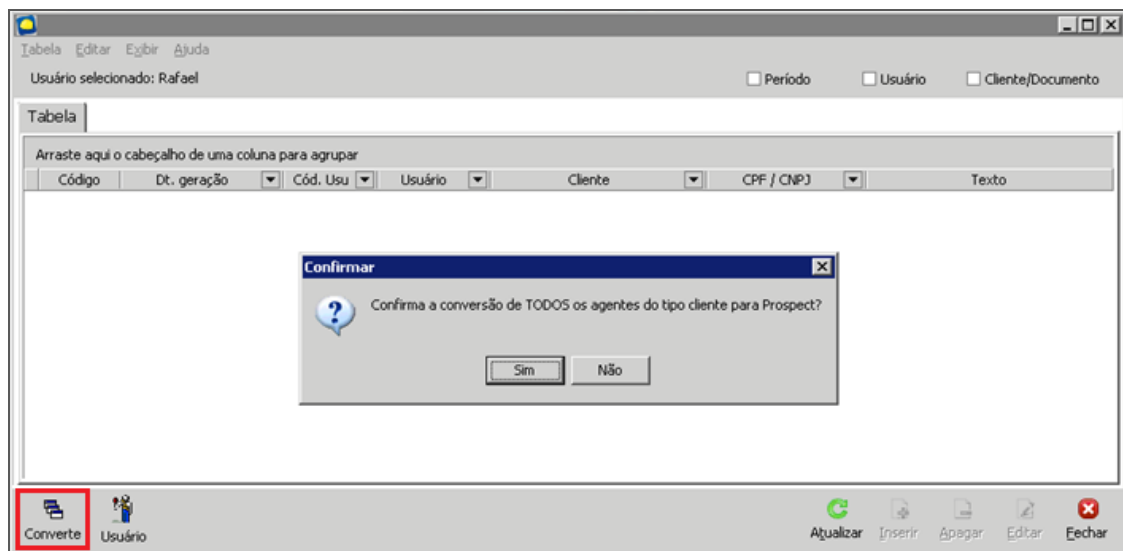 Tabela Editar Exibir Ajuda
Usuário selecionado: Rafael Período Usuário Cliente/Documento
Tabela
Arraste aqui o cabeçalho de uma coluna para agrupar
Código Dt. geração Cód. Usu Usuário Cliente CPF / CNPJ Texto
Confirmar
Confirma a conversão de TODOS os agentes do tipo cliente para Prospect?
Sim Não
Converte Usuário Atualizar Inserir Apagar Editar Fechar